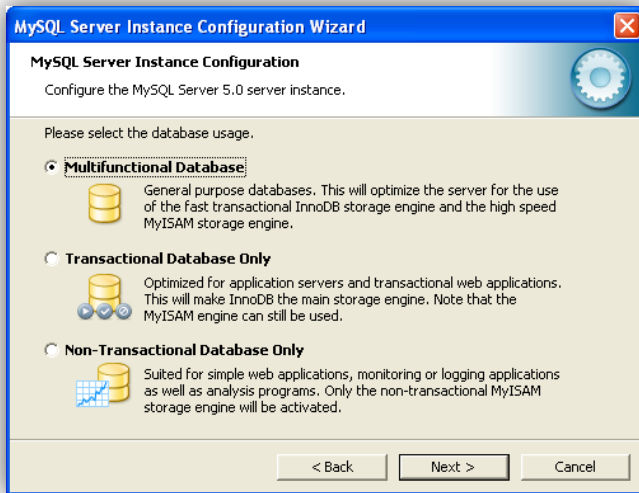 MySQL Server Instance Configuration Wizard
MySQL Server Instance Configuration
Configure the MySQL Server 5.0 server instance.
Please select the database usage.
Multifunctional Database
General purpose databases. This will optimize the server for the use
of the fast transactional InnoDB storage engine and the high speed
MyISAM storage engine.
Transactional Database Only
Optimized for application servers and transactional web applications.
This will make InnoDB the main storage engine. Note that the
MyISAM engine can still be used.
Non-Transactional Database Only
Suited for simple web applications, monitoring or logging applications
as well as analysis programs. Only the non-transactional MyISAM
storage engine will be activated.
< Back Next > Cancel